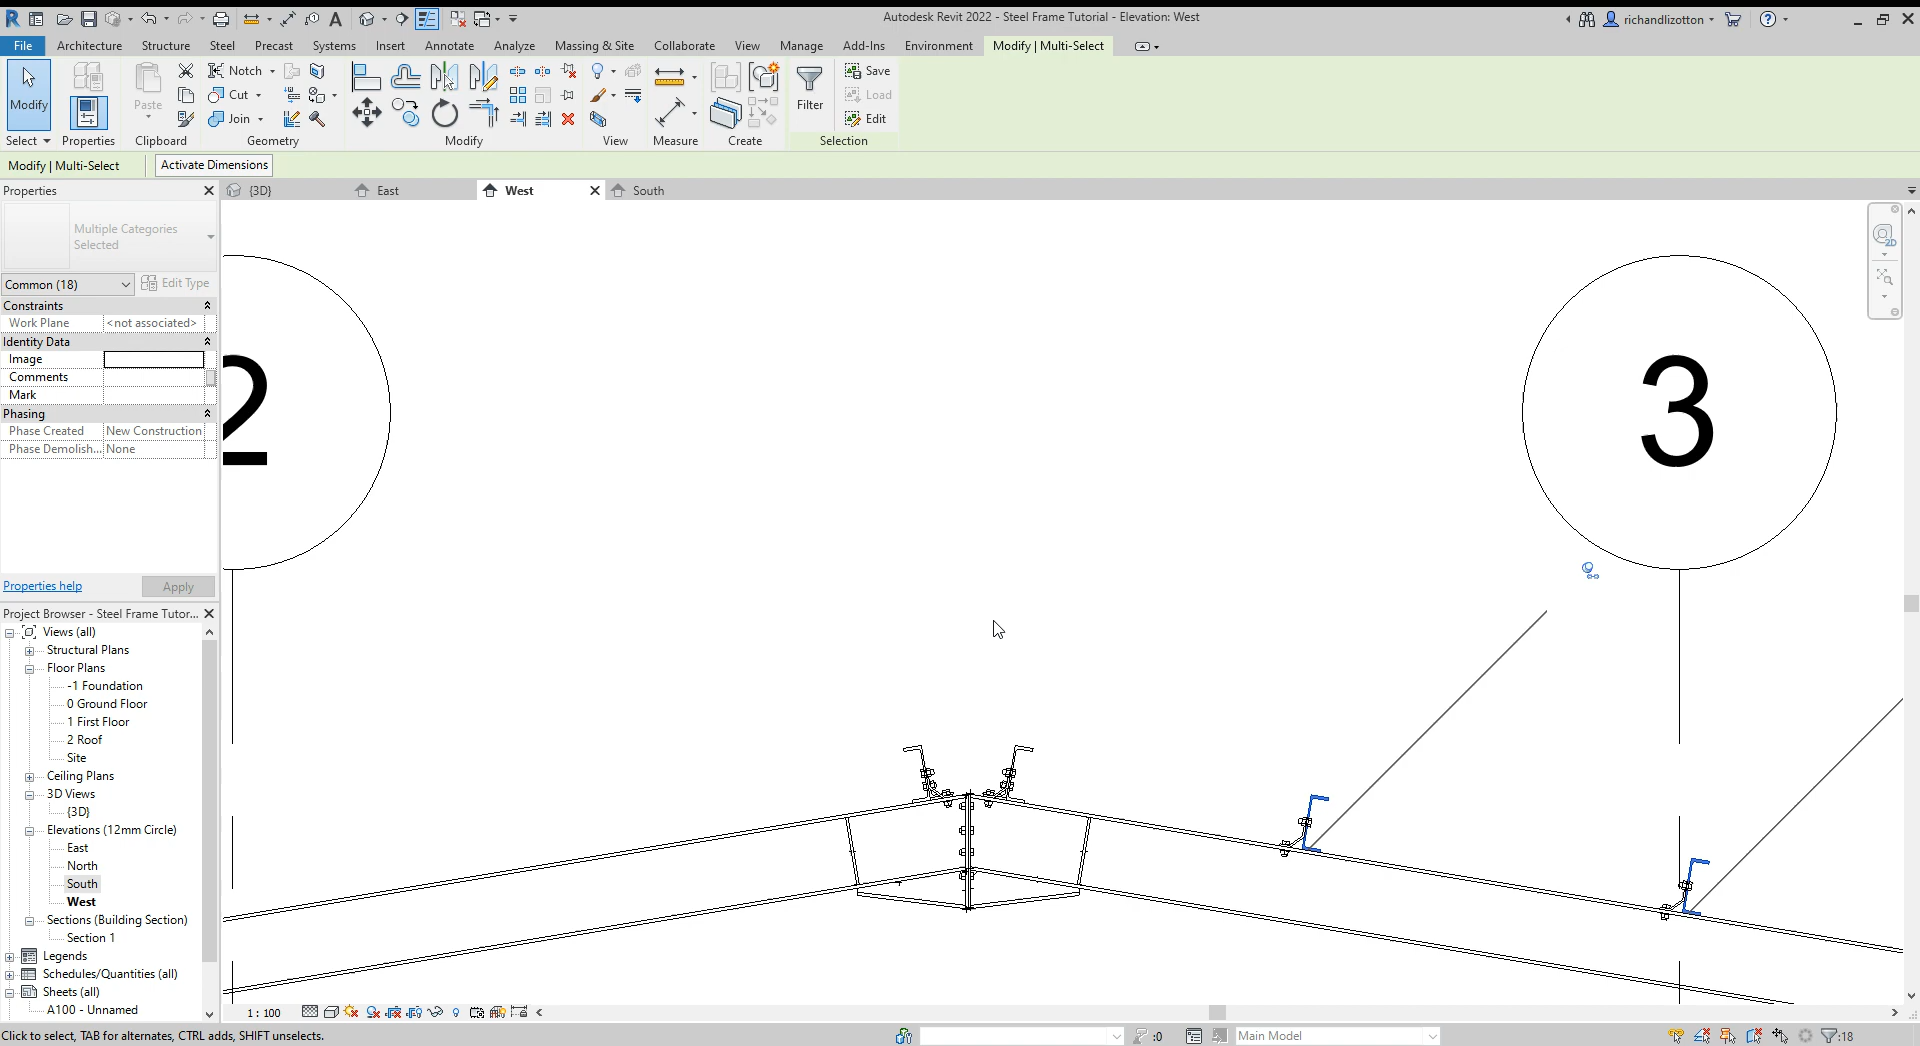 Autodesk Revit 2022 - Steel Frame Tutorial - Elevation: West
richandlizotton
File Architecture Structure Steel Precast Systems Insert Annotate Analyze Massing & Site Collaborate View Manage Add-Ins Environment Modify | Multi-Select
Modify
Paste
Notch
Cut
Join
Filter
Save
Load
Edit
Select Properties Clipboard Geometry Modify View Measure Create Selection
Modify | Multi-Select Activate Dimensions
Properties
{3D} East West South
Multiple Categories
Selected
Common (18) Edit Type
Constraints
Work Plane <not associated>
Identity Data
Image
Comments
Mark
Phasing
Phase Created New Construction
Phase Demolish... None
Properties help Apply
2
3
2D
Project Browser - Steel Frame Tutor...
Views (all)
Structural Plans
Floor Plans
-1 Foundation
0 Ground Floor
1 First Floor
2 Roof
Site
Ceiling Plans
3D Views
{3D}
Elevations (12mm Circle)
East
North
South
West
Sections (Building Section)
Section 1
Legends
Schedules/Quantities (all)
Sheets (all)
A100 - Unnamed
1 : 100
Click to select, TAB for alternates, CTRL adds, SHIFT unselects.
:0
Main Model
:18